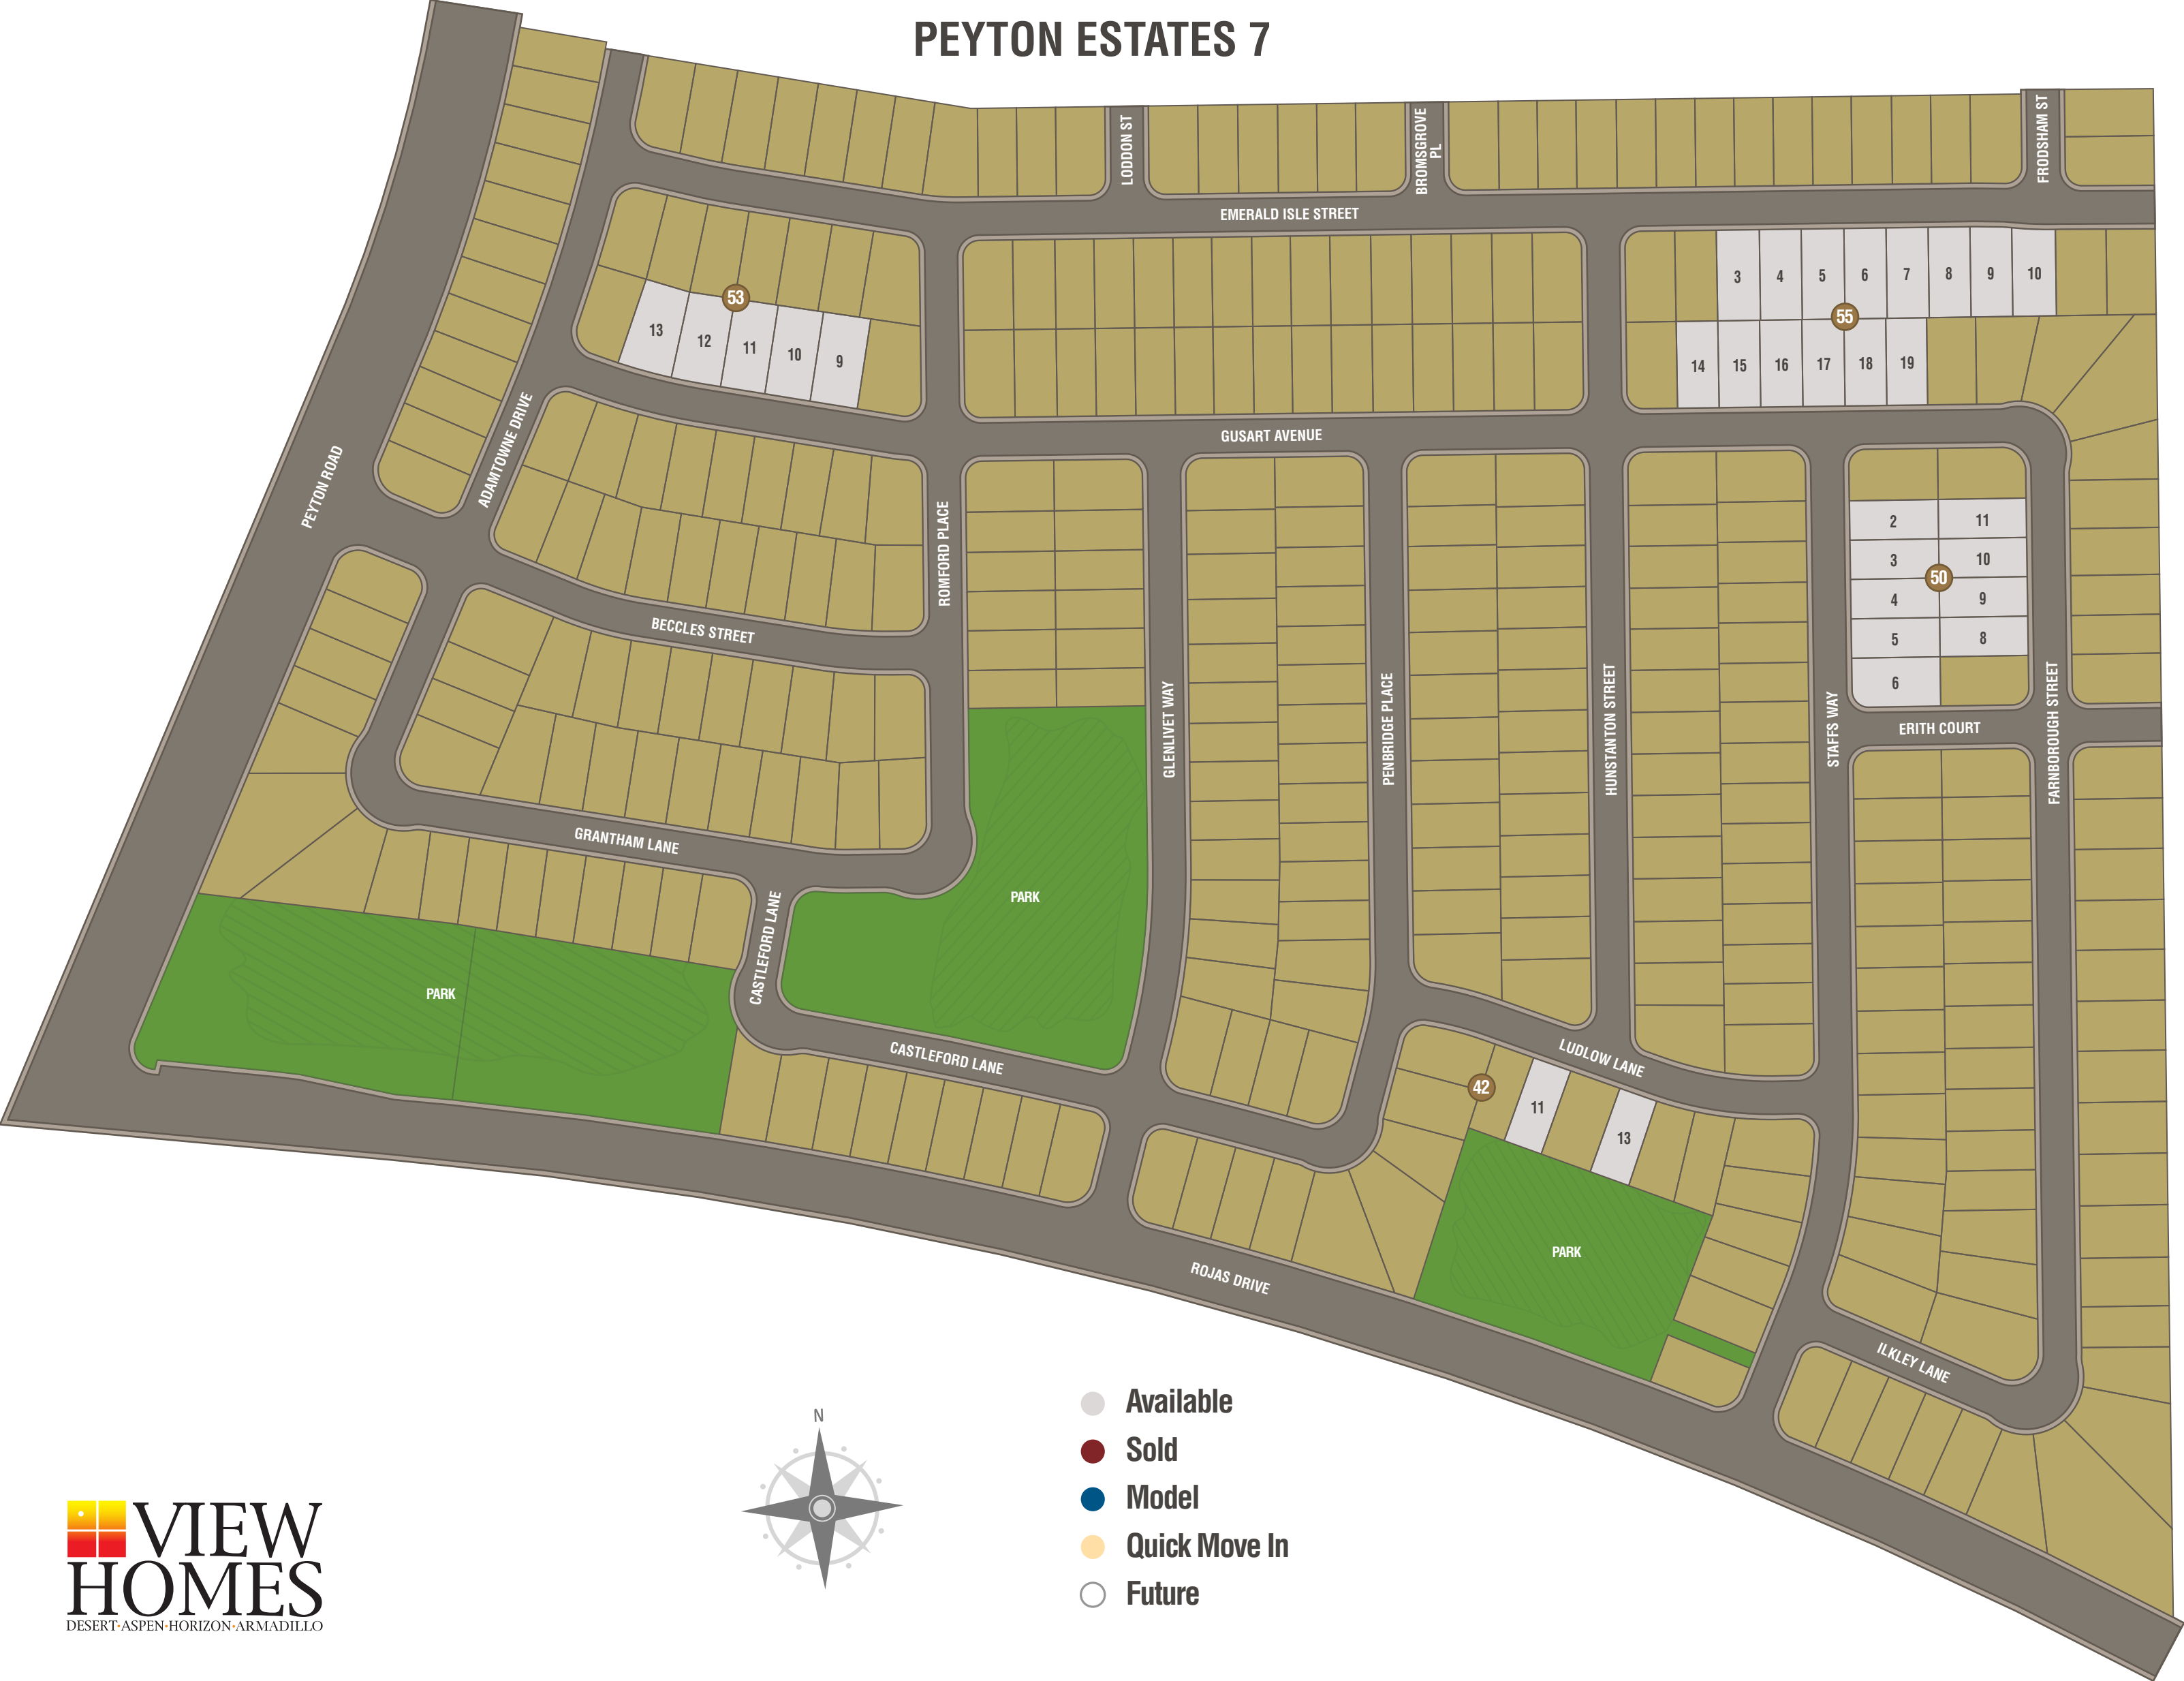 PEYTON ESTATES 7
LODDON ST
BROMSGROVE
PL
FRODSHAM ST
EMERALD ISLE STREET
53
13
12
11
10
9
3
4
5
6
7
8
9
10
55
14
15
16
17
18
19
PEYTON ROAD
ADAMTOWNE DRIVE
GUSART AVENUE
ROMFORD PLACE
BECCLES STREET
2
11
3
10
50
4
9
5
8
6
GLENLIVET WAY
PENBRIDGE PLACE
HUNSTANTON STREET
STAFFS WAY
ERITH COURT
FARNBOROUGH STREET
GRANTHAM LANE
PARK
CASTLEFORD LANE
PARK
CASTLEFORD LANE
LUDLOW LANE
42
11
13
PARK
ROJAS DRIVE
ILKLEY LANE
N
Available
Sold
Model
Quick Move In
Future
VIEW
HOMES
DESERT·ASPEN·HORIZON·ARMADILLO